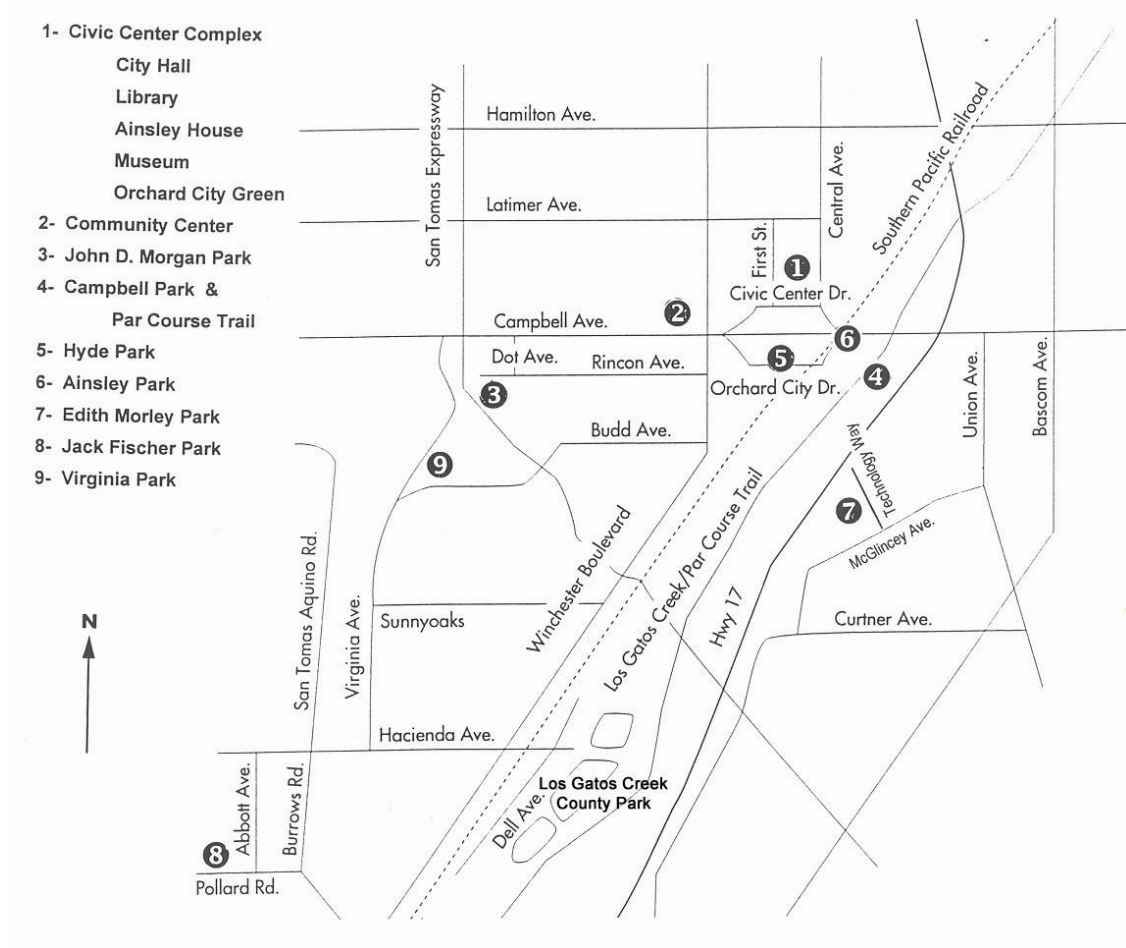 1- Civic Center Complex
City Hall
Library
Ainsley House
Museum
Orchard City Green
2- Community Center
3- John D. Morgan Park
4- Campbell Park &
Par Course Trail
5- Hyde Park
6- Ainsley Park
7- Edith Morley Park
8- Jack Fischer Park
9- Virginia Park
San Tomas Expressway
Hamilton Ave.
Southern Pacific Railroad
Central Ave.
Latimer Ave.
First St.
1
Civic Center Dr.
2
Campbell Ave.
6
Dot Ave.
Rincon Ave.
5
Orchard City Dr.
4
Union Ave.
Bascom Ave.
3
Budd Ave.
9
Technology Way
7
McGlincey Ave.
Winchester Boulevard
Los Gatos Creek/Par Course Trail
Hwy 17
San Tomas Aquino Rd.
Virginia Ave.
N
Sunnyoaks
Curtner Ave.
Hacienda Ave.
Abbott Ave.
Burrows Rd.
Dell Ave.
Los Gatos Creek
County Park
8
Pollard Rd.